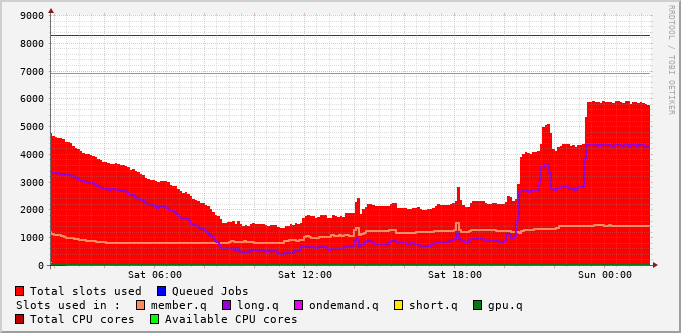 9000
8000
7000
6000
5000
4000
3000
2000
1000
0
Sat 06:00 Sat 12:00 Sat 18:00 Sun 00:00
Total slots used Queued Jobs
Slots used in : member.q long.q ondemand.q short.q gpu.q
Total CPU cores Available CPU cores
RRDTOOL / TOBI OETIKER